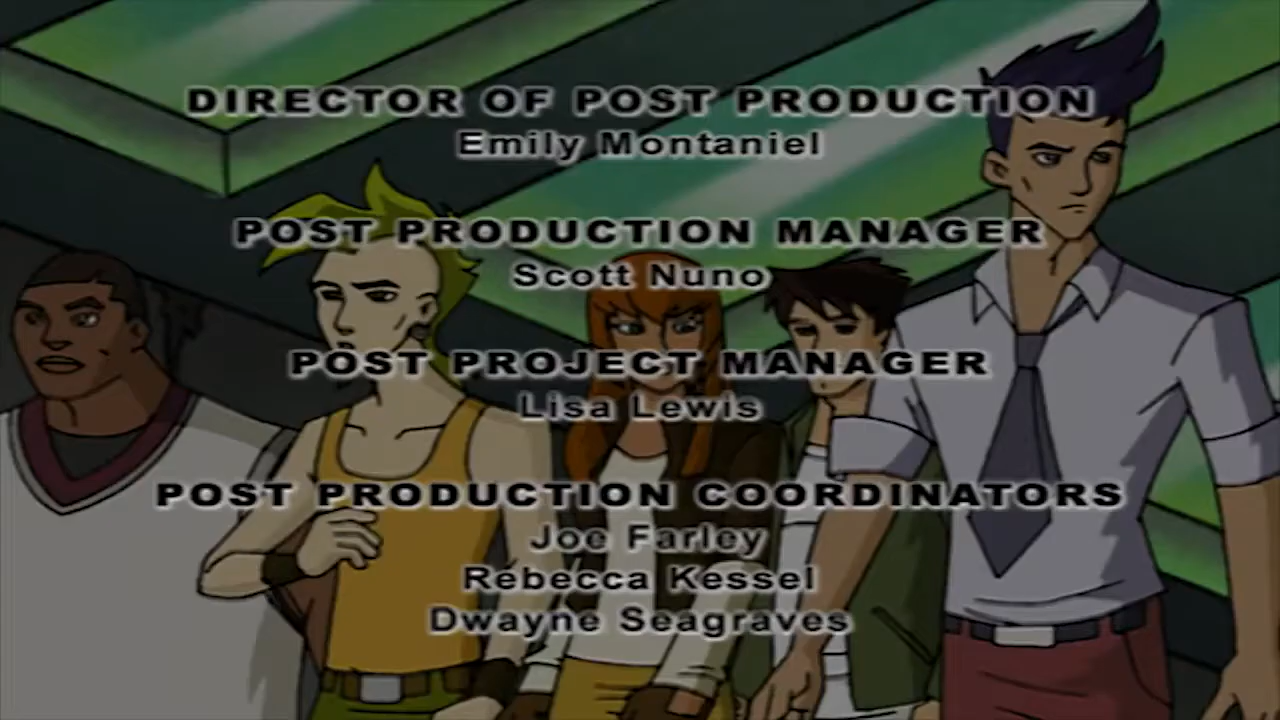 DIRECTOR OF POST PRODUCTION
Emily Montaniel
POST PRODUCTION MANAGER
Scott Nuno
POST PROJECT MANAGER
Lisa Lewis
POST PRODUCTION COORDINATORS
Joe Farley
Rebecca Kessel
Dwayne Seagraves